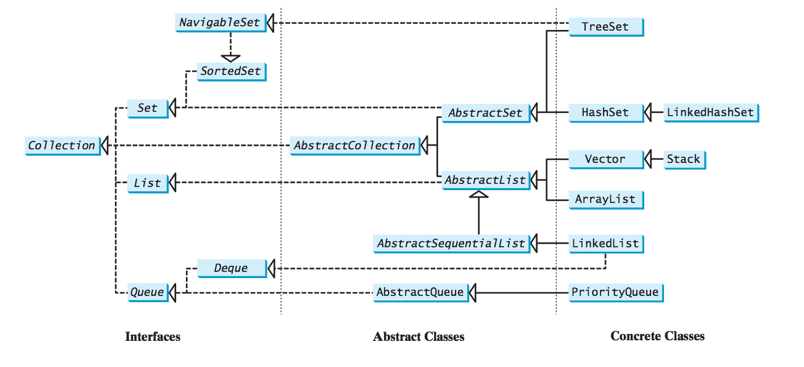 NavigableSet
TreeSet
SortedSet
Set
AbstractSet
HashSet
LinkedHashSet
Collection
AbstractCollection
Vector
Stack
List
AbstractList
ArrayList
AbstractSequentialList
LinkedList
Deque
Queue
AbstractQueue
PriorityQueue
Interfaces
Abstract Classes
Concrete Classes